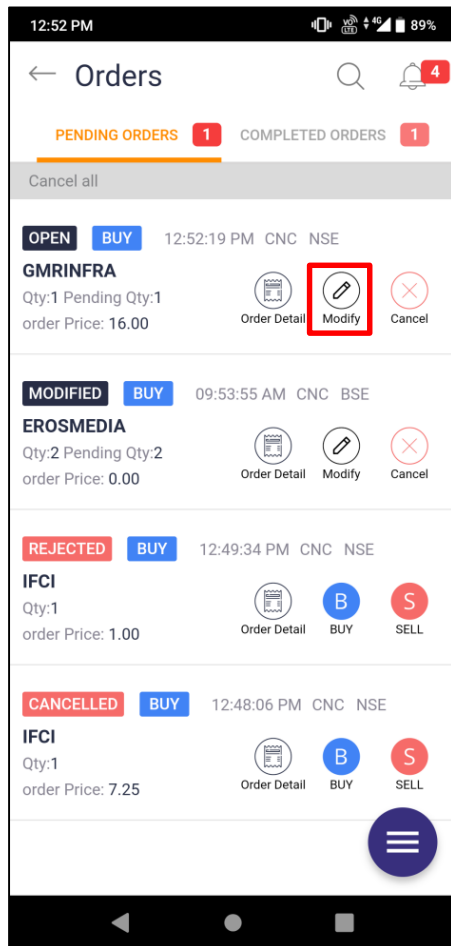 12:52 PM VO) LTE 4G 89%
Orders 4
PENDING ORDERS 1 COMPLETED ORDERS 1
Cancel all
OPEN BUY 12:52:19 PM CNC NSE
GMRINFRA
Qty:1 Pending Qty:1
order Price: 16.00
Order Detail Modify Cancel
MODIFIED BUY 09:53:55 AM CNC BSE
EROSMEDIA
Qty:2 Pending Qty:2
order Price: 0.00
Order Detail Modify Cancel
REJECTED BUY 12:49:34 PM CNC NSE
IFCI
Qty:1
order Price: 1.00
B S
Order Detail BUY SELL
CANCELLED BUY 12:48:06 PM CNC NSE
IFCI
Qty:1
order Price: 7.25
B S
Order Detail BUY SELL